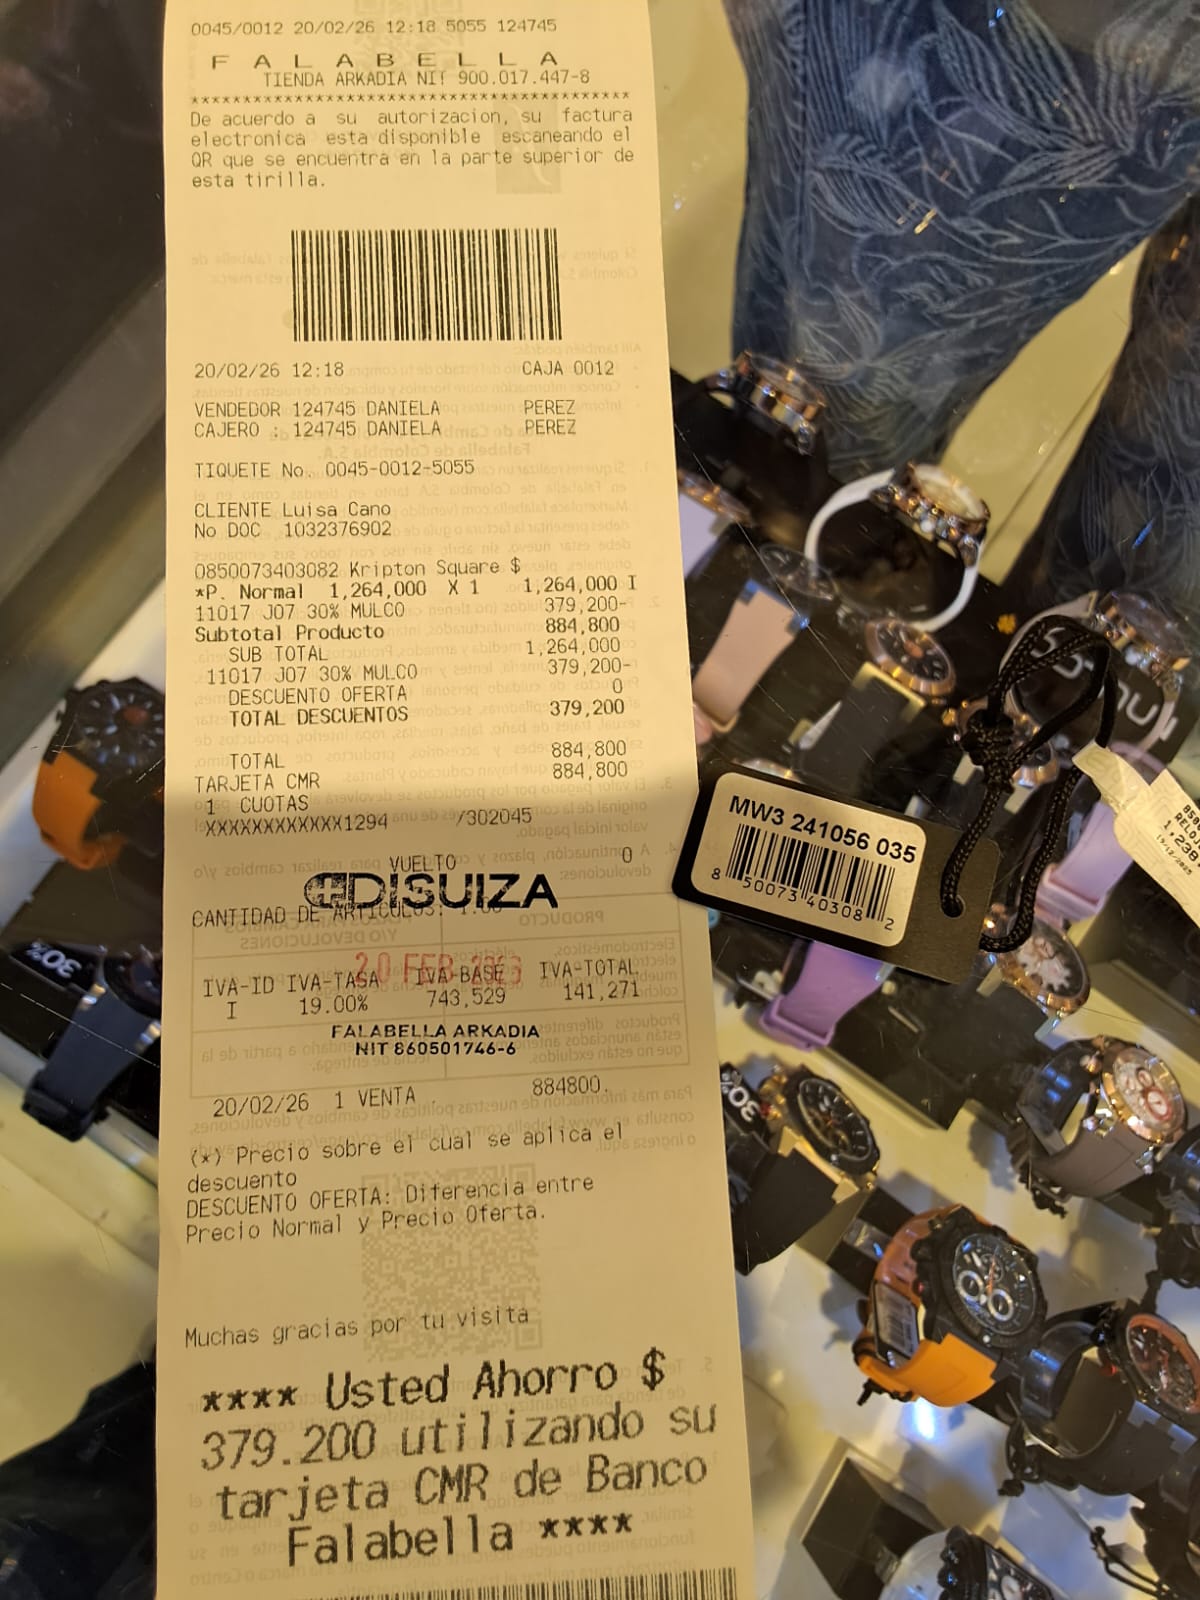 0045/0012 20/02/26 12:18 5055 124745
FALABELLA
TIENDA ARKADIA NIT 900.017.447-8
******************************************
De acuerdo a su autorizacion, su factura
electronica esta disponible escaneando el
QR que se encuentra en la parte superior de
esta tirilla.
20/02/26 12:18 CAJA 0012
VENDEDOR 124745 DANIELA PEREZ
CAJERO : 124745 DANIELA PEREZ
TIQUETE No. 0045-0012-5055
CLIENTE Luisa Cano
No DOC 1032376902
0850073403082 Kripton Square $
*P. Normal 1,264,000 X 1 1,264,000 I
11017 J07 30% MULCO 379,200-
Subtotal Producto 884,800
SUB TOTAL 1,264,000
11017 J07 30% MULCO 379,200-
DESCUENTO OFERTA 0
TOTAL DESCUENTOS 379,200
TOTAL 884,800
TARJETA CMR 884,800
1 CUOTAS
XXXXXXXXXXXX1294 /302045
VUELTO 0
DISUIZA
CANTIDAD DE ARTICULOS: 1.00
20 FEB
IVA-ID IVA-TASA IVA-BASE IVA-TOTAL
I 19.00% 743,529 141,271
FALABELLA ARKADIA
NIT 860501746-6
20/02/26 1 VENTA 884800.
(*) Precio sobre el cual se aplica el
descuento
DESCUENTO OFERTA: Diferencia entre
Precio Normal y Precio Oferta.
Muchas gracias por tu visita
**** Usted Ahorro $
379.200 utilizando su
tarjeta CMR de Banco
Falabella ****
MW3 241056 035
8 50073 40308 2
30%
30%